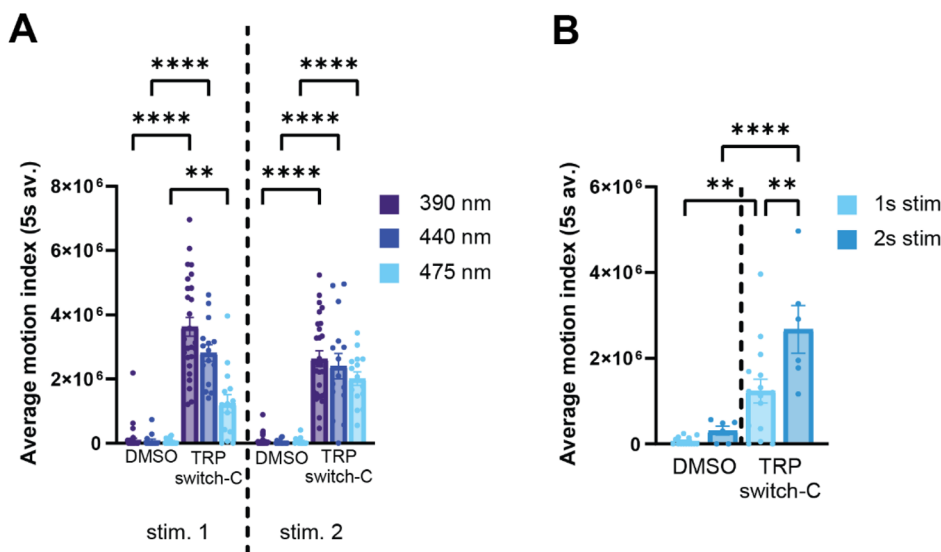 A
B
****
****
****
****
**
****
8×10⁶
6×10⁶
4×10⁶
2×10⁶
0
Average motion index (5s av.)
DMSO
TRP
switch-C
DMSO
TRP
switch-C
stim. 1
stim. 2
390 nm
440 nm
475 nm
****
**
**
6×10⁶
4×10⁶
2×10⁶
0
Average motion index (5s av.)
DMSO
TRP
switch-C
1s stim
2s stim